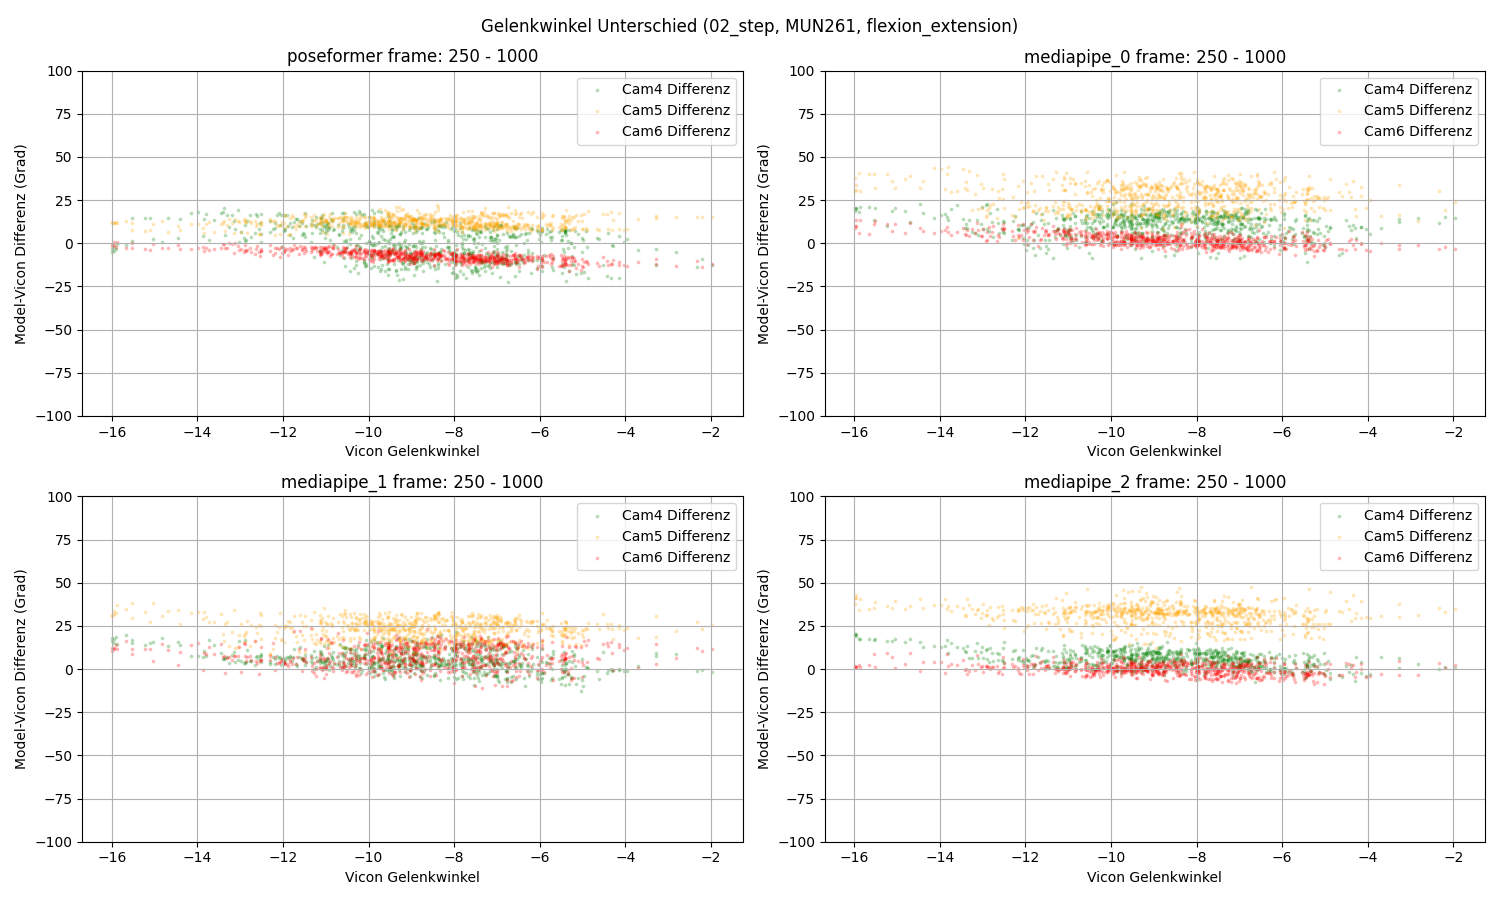 Gelenkwinkel Unterschied (02_step, MUN261, flexion_extension)
poseformer frame: 250 - 1000
100
75
50
25
0
−25
−50
−75
−100
Model-Vicon Differenz (Grad)
Cam4 Differenz
Cam5 Differenz
Cam6 Differenz
−16 −14 −12 −10 −8 −6 −4 −2
Vicon Gelenkwinkel
mediapipe_0 frame: 250 - 1000
100
75
50
25
0
−25
−50
−75
−100
Model-Vicon Differenz (Grad)
Cam4 Differenz
Cam5 Differenz
Cam6 Differenz
−16 −14 −12 −10 −8 −6 −4 −2
Vicon Gelenkwinkel
mediapipe_1 frame: 250 - 1000
100
75
50
25
0
−25
−50
−75
−100
Model-Vicon Differenz (Grad)
Cam4 Differenz
Cam5 Differenz
Cam6 Differenz
−16 −14 −12 −10 −8 −6 −4 −2
Vicon Gelenkwinkel
mediapipe_2 frame: 250 - 1000
100
75
50
25
0
−25
−50
−75
−100
Model-Vicon Differenz (Grad)
Cam4 Differenz
Cam5 Differenz
Cam6 Differenz
−16 −14 −12 −10 −8 −6 −4 −2
Vicon Gelenkwinkel